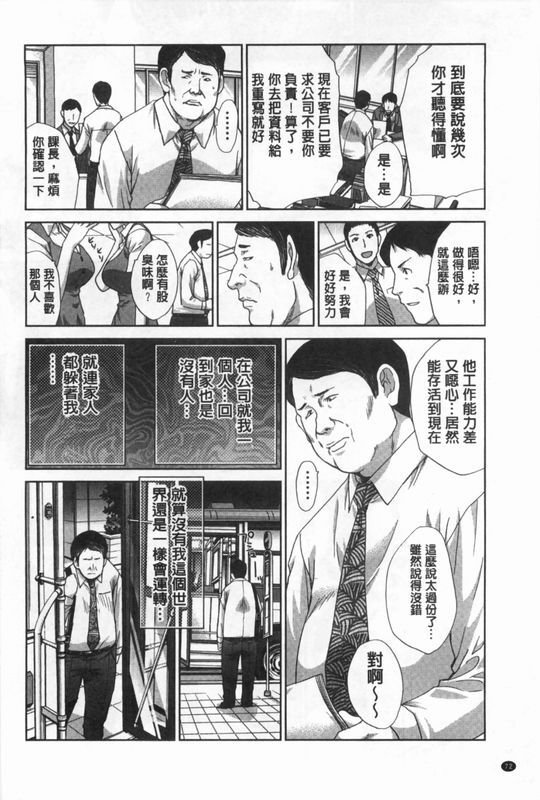 到底要說幾次
你才聽得懂啊
是…是
現在客戶已要
求公司不要你
負責!算了,
你去把資料給
我重寫就好
……
課長,麻煩
你確認一下
唔嗯…好,
做得很好,
就這麼辦
是,我會
好好努力
怎麼有股
臭味啊?
我不喜歡
那個人
他工作能力差
又噁心…居然
能存活到現在
……
這麼說太過份了…
雖然說得沒錯
對啊~~
在公司就我一
個人…回
到家也是
沒有人…
就連家人
都躲著我
……
就算沒有我這個世
界還是一樣會運轉…
72